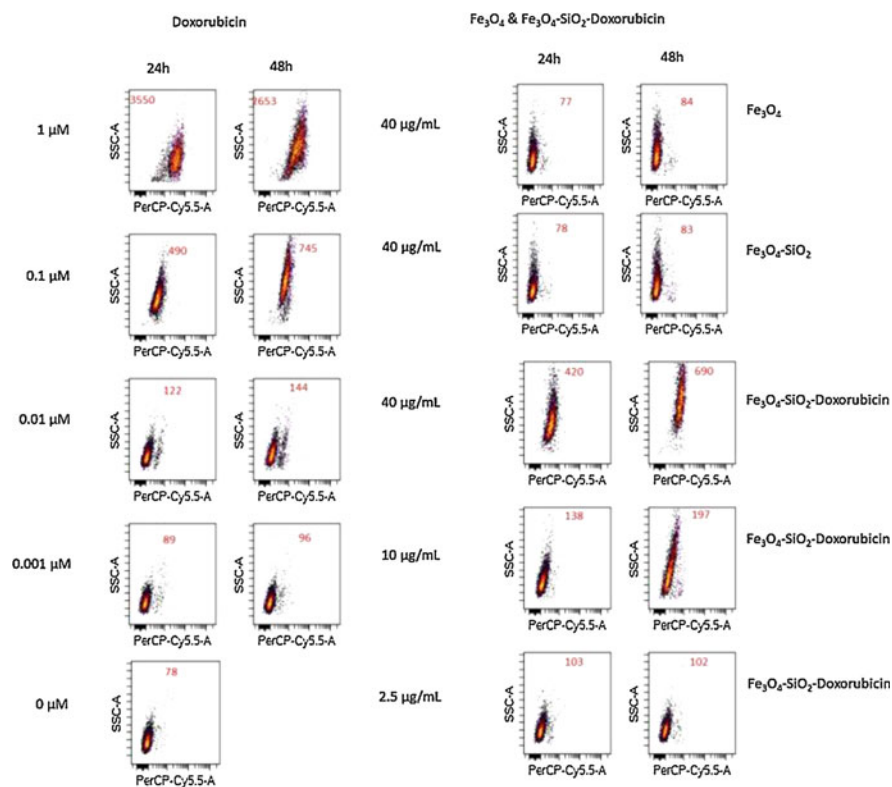 Doxorubicin
Fe₃O₄ & Fe₃O₄-SiO₂-Doxorubicin
24h 48h 24h 48h
1 µM
SSC-A
3550
PerCP-Cy5.5-A
SSC-A
PerCP-Cy5.5-A
40 µg/mL
SSC-A
77
PerCP-Cy5.5-A
SSC-A
84
PerCP-Cy5.5-A
Fe₃O₄
0.1 µM
SSC-A
490
PerCP-Cy5.5-A
SSC-A
745
PerCP-Cy5.5-A
40 µg/mL
SSC-A
78
PerCP-Cy5.5-A
SSC-A
83
PerCP-Cy5.5-A
Fe₃O₄-SiO₂
0.01 µM
SSC-A
122
PerCP-Cy5.5-A
SSC-A
144
PerCP-Cy5.5-A
40 µg/mL
SSC-A
420
PerCP-Cy5.5-A
SSC-A
690
PerCP-Cy5.5-A
Fe₃O₄-SiO₂-Doxorubicin
0.001 µM
SSC-A
89
PerCP-Cy5.5-A
SSC-A
96
PerCP-Cy5.5-A
10 µg/mL
SSC-A
138
PerCP-Cy5.5-A
SSC-A
197
PerCP-Cy5.5-A
Fe₃O₄-SiO₂-Doxorubicin
0 µM
SSC-A
78
PerCP-Cy5.5-A
2.5 µg/mL
SSC-A
103
PerCP-Cy5.5-A
SSC-A
102
PerCP-Cy5.5-A
Fe₃O₄-SiO₂-Doxorubicin